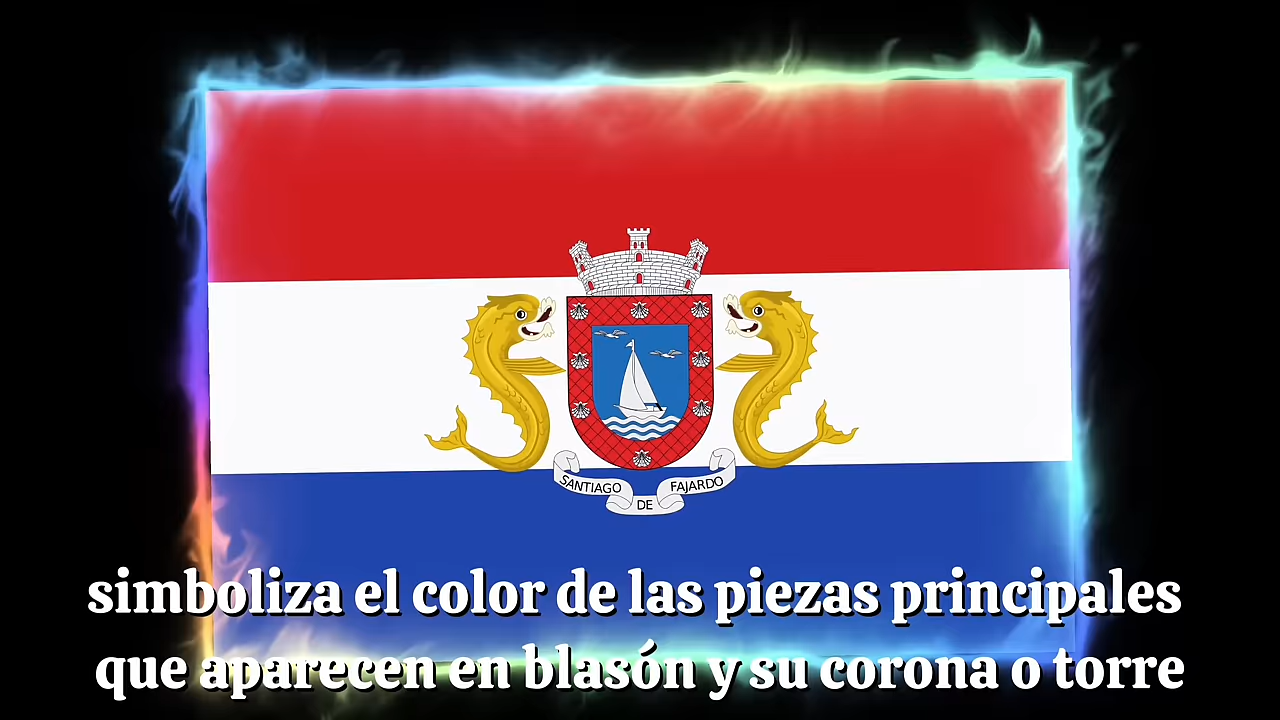 SANTIAGO DE FAJARDO
simboliza el color de las piezas principales
que aparecen en blasón y su corona o torre